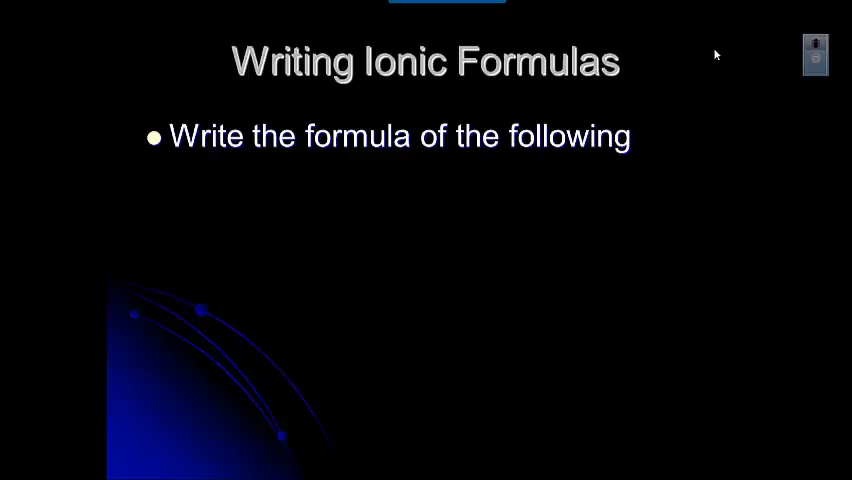 Writing Ionic Formulas
Write the formula of the following